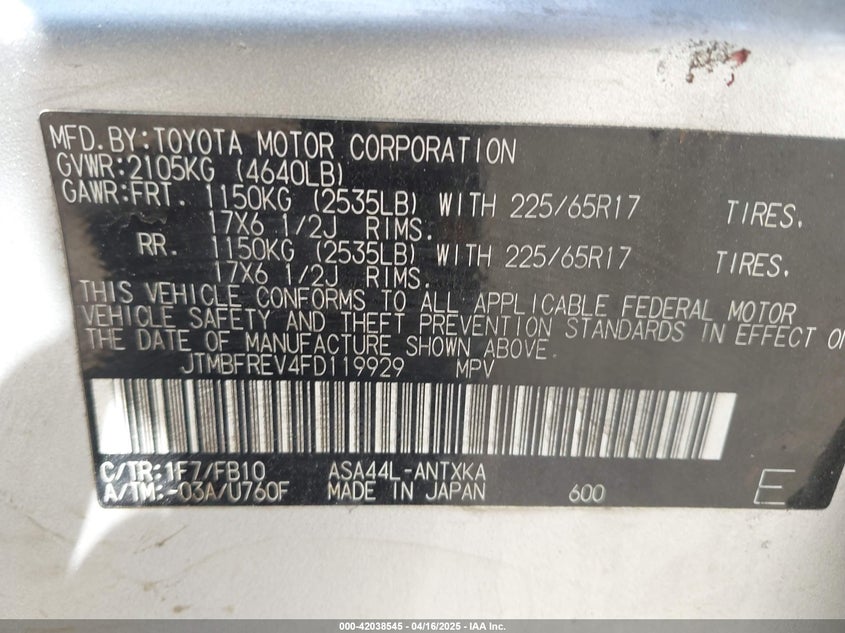 MFD.BY:TOYOTA MOTOR CORPORATION
GVWR:2105KG (4640LB)
GAWR:FRT. 1150KG (2535LB) WITH 225/65R17 TIRES.
17X6 1/2J RIMS.
RR. 1150KG (2535LB) WITH 225/65R17 TIRES.
17X6 1/2J RIMS.
THIS VEHICLE CONFORMS TO ALL APPLICABLE FEDERAL MOTOR
VEHICLE SAFETY AND THEFT PREVENTION STANDARDS IN EFFECT ON
THE DATE OF MANUFACTURE SHOWN ABOVE.
JTMBFREV4FD119929 MPV
C/TR:1F7/FB10 ASA44L-ANTXKA
A/TM:-03A/U760F MADE IN JAPAN 600 E
000-42038545 - 04/16/2025 - IAA Inc.